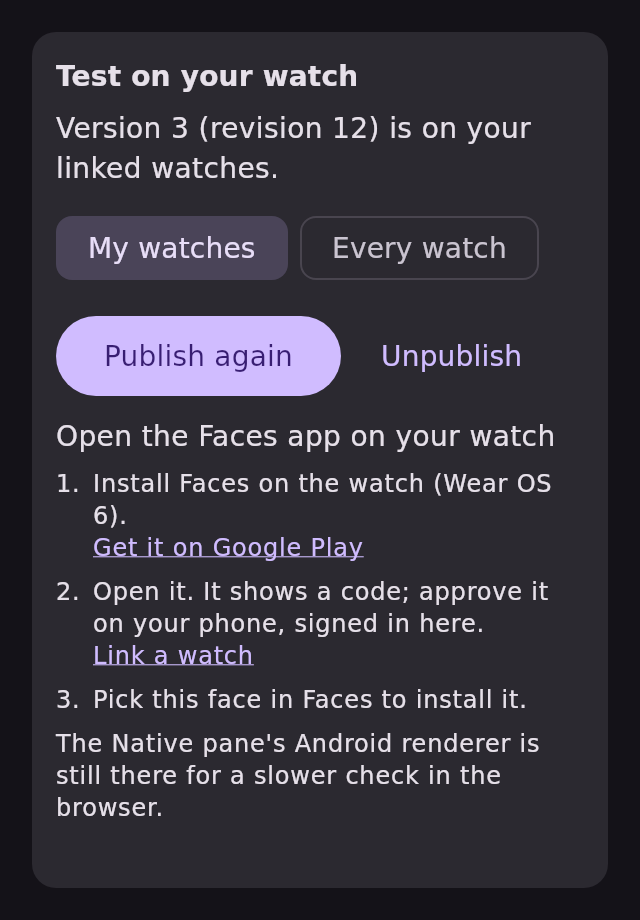 Test on your watch
Version 3 (revision 12) is on your
linked watches.
My watches
Every watch
Publish again
Unpublish
Open the Faces app on your watch
1. Install Faces on the watch (Wear OS
6).
Get it on Google Play
2. Open it. It shows a code; approve it
on your phone, signed in here.
Link a watch
3. Pick this face in Faces to install it.
The Native pane's Android renderer is
still there for a slower check in the
browser.